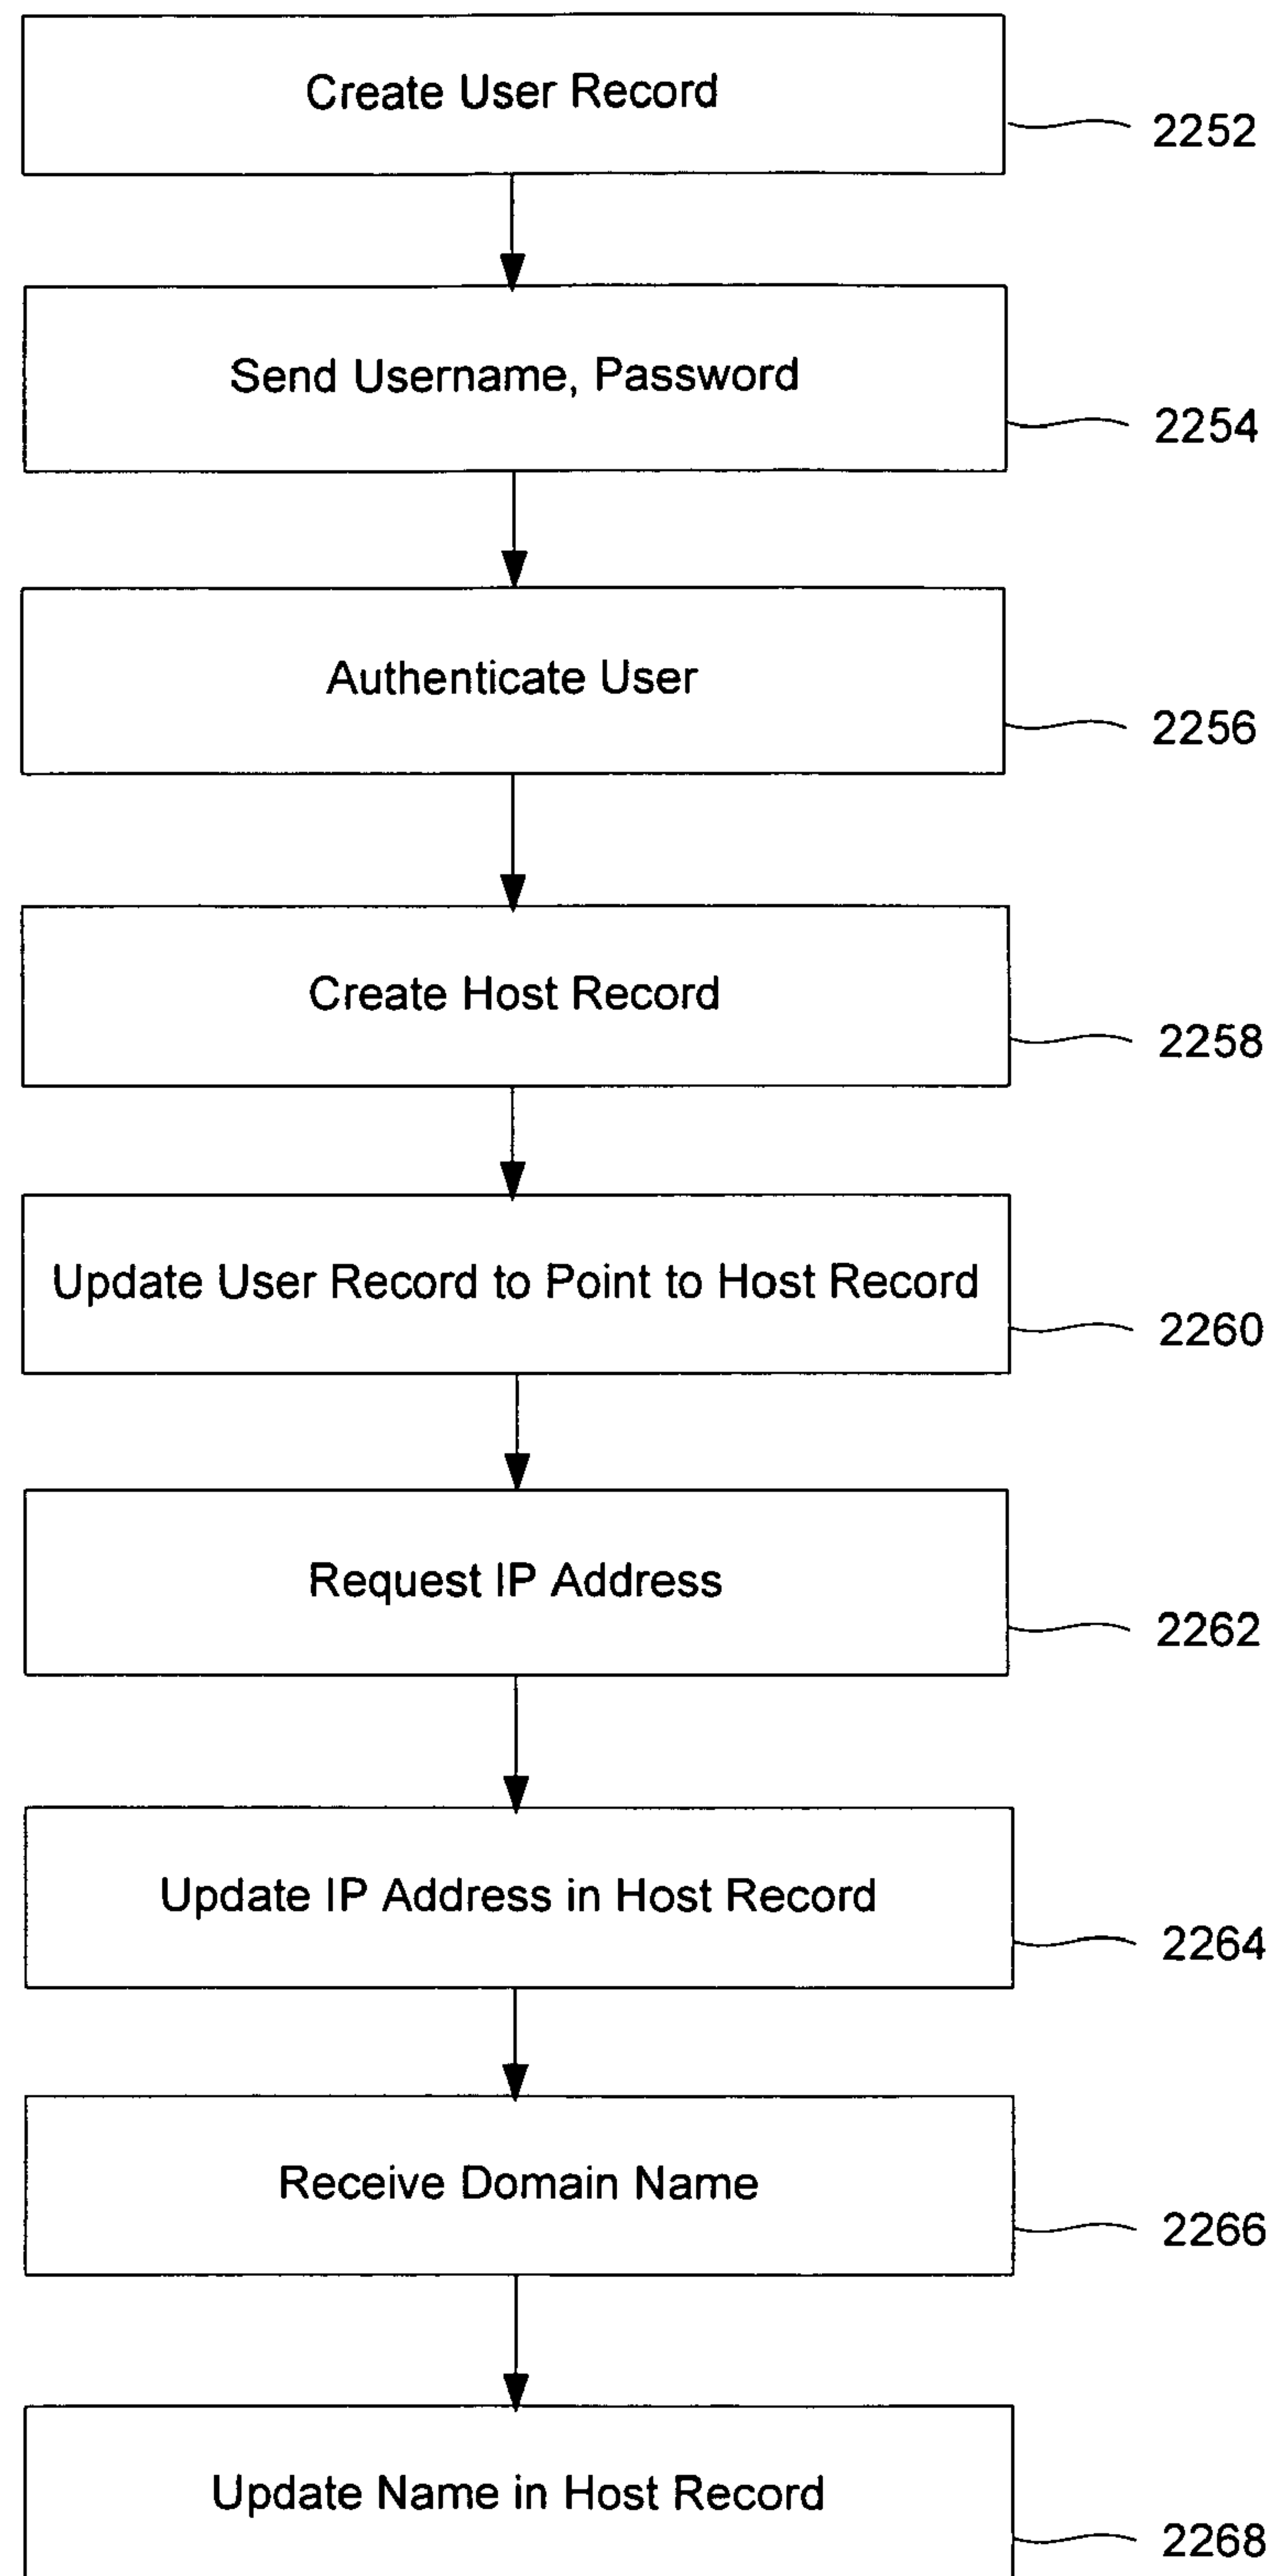 Create User Record
2252
Send Username, Password
2254
Authenticate User
2256
Create Host Record
2258
Update User Record to Point to Host Record
2260
Request IP Address
2262
Update IP Address in Host Record
2264
Receive Domain Name
2266
Update Name in Host Record
2268